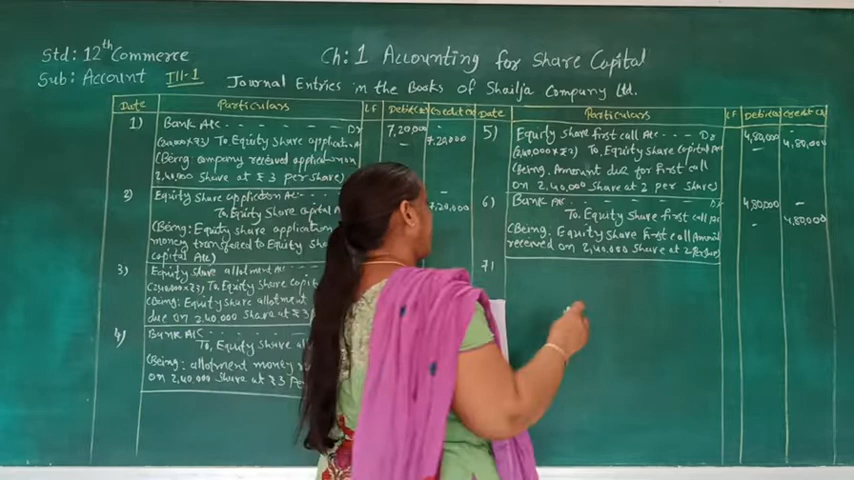 Std: 12th Commerce
Ch: 1 Accounting for Share Capital
Sub: Account III-1
Journal Entries in the Books of Shailja Company Ltd.
Date Particulars LF Debit(₹) Credit(₹)
1) Bank A/c - - - - - - Dr 7,20,000 -
(240000x₹3) To Equity Share application A - 7,20,000
(Being: company received application mon
2,40,000 Share at ₹ 3 per share)
2) Equity Share application A/c - - - -
To Equity Share capital A 7,20,000
(Being: Equity Share application
money transferred to Equity Sh
Capital A/c)
3) Equity Share allotment A/c
To Equity Share Capi
(Being: Equity Share allotment
due on 2,40,000 Share at ₹3
4) Bank A/c - - - - - -
To, Equity Share al
(Being: allotment money
on 2,40,000 Share at ₹3 Per
Date Particulars LF Debit(₹) Credit(₹)
5) Equity Share first call A/c - - - Dr 4,80,000 -
(2,40,000x₹2) To, Equity Share capital A/c - 4,80,000
(Being, Amount due for First call
on 2,40,000 Share at 2 per Share)
6) Bank A/c - - - - - - Dr 4,80,000 -
To Equity Share first call A/c - 4,80,000
(Being: Equity Share First call Amount
received on 2,40,000 Share at 2 Per Share)
7)